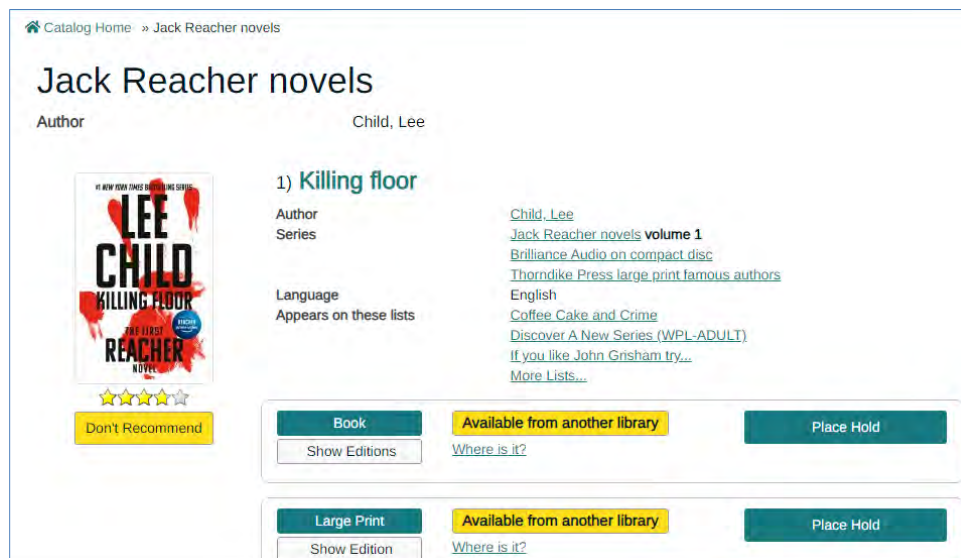 Catalog Home » Jack Reacher novels
Jack Reacher novels
Author Child, Lee
#1 NEW YORK TIMES BESTSELLING SERIES
LEE
CHILD
KILLING FLOOR
THE FIRST
REACHER
NOVEL
Don't Recommend
1) Killing floor
Author Child, Lee
Series Jack Reacher novels volume 1
Brilliance Audio on compact disc
Thorndike Press large print famous authors
Language English
Appears on these lists Coffee Cake and Crime
Discover A New Series (WPL-ADULT)
If you like John Grisham try...
More Lists...
Book Available from another library Place Hold
Show Editions Where is it?
Large Print Available from another library Place Hold
Show Edition Where is it?